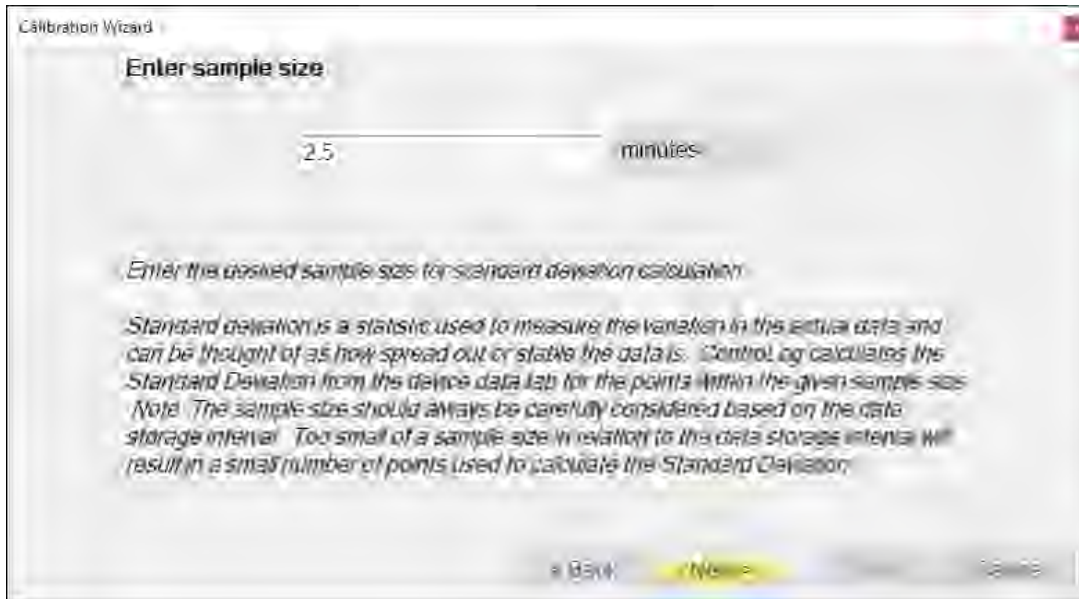 Calibration Wizard
Enter sample size
2.5 minutes
Enter the desired sample size for standard deviation calculation.
Standard deviation is a statistic used to measure the variation in the actual data and
can be thought of as how spread out or stable the data is. ControLog calculates the
Standard Deviation from the device data tab for the points within the given sample size.
Note: The sample size should always be carefully considered based on the data
storage interval. Too small of a sample size in relation to the data storage interval will
result in a small number of points used to calculate the Standard Deviation.
< Back Next >